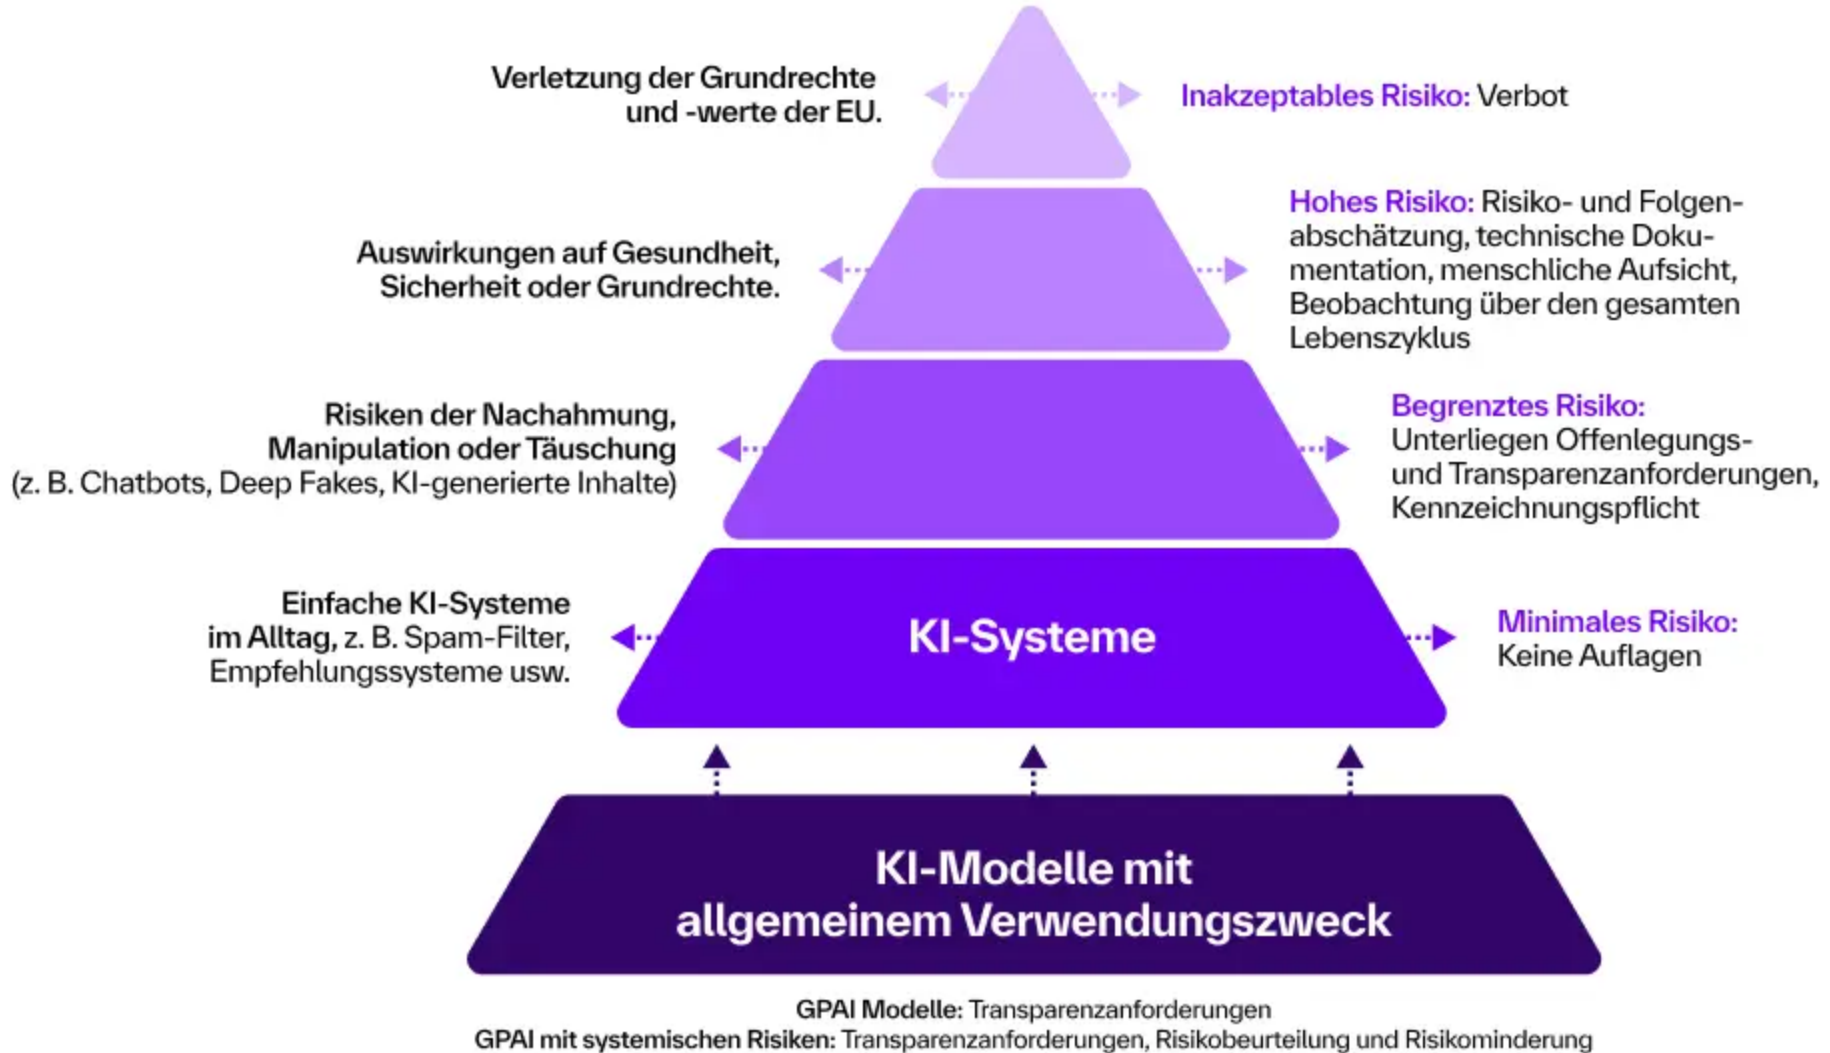 Verletzung der Grundrechte
und -werte der EU.
Inakzeptables Risiko: Verbot
Auswirkungen auf Gesundheit,
Sicherheit oder Grundrechte.
Hohes Risiko: Risiko- und Folgen-
abschätzung, technische Doku-
mentation, menschliche Aufsicht,
Beobachtung über den gesamten
Lebenszyklus
Risiken der Nachahmung,
Manipulation oder Täuschung
(z. B. Chatbots, Deep Fakes, KI-generierte Inhalte)
Begrenztes Risiko:
Unterliegen Offenlegungs-
und Transparenzanforderungen,
Kennzeichnungspflicht
Einfache KI-Systeme
im Alltag, z. B. Spam-Filter,
Empfehlungssysteme usw.
KI-Systeme
Minimales Risiko:
Keine Auflagen
KI-Modelle mit
allgemeinem Verwendungszweck
GPAI Modelle: Transparenzanforderungen
GPAI mit systemischen Risiken: Transparenzanforderungen, Risikobeurteilung und Risikominderung